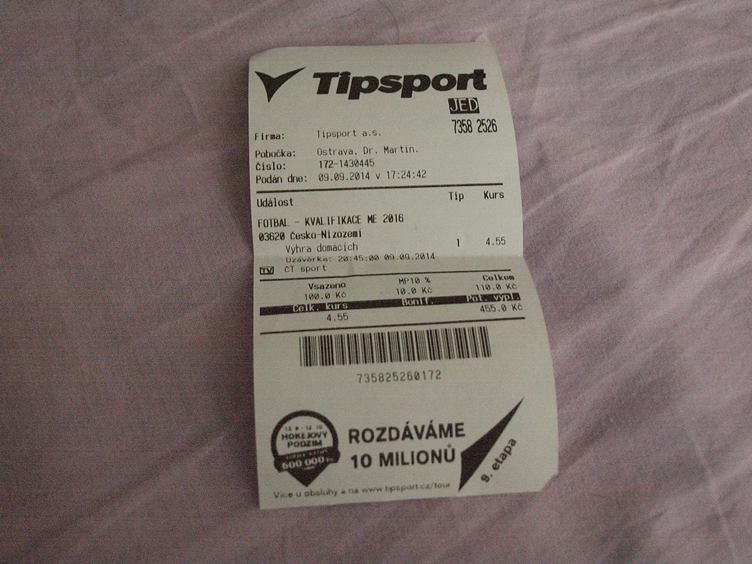 Tipsport
JED
7358 2526
Firma: Tipsport a.s.
Pobočka: Ostrava, Dr. Martin.
Číslo: 172-1430445
Podán dne: 09.09.2014 v 17:24:42
Událost Tip Kurs
FOTBAL - KVALIFIKACE ME 2016
03620 Česko-Nizozemí
Výhra domácích 1 4.55
Uzávěrka: 20:45:00 09.09.2014
TV ČT sport
Vsazeno MP10 % Celkem
100.0 Kč 10.0 Kč 110.0 Kč
Celk. kurs Bonif. Pot. výpl.
4.55 455.0 Kč
735825260172
HOKEJOVÝ
PODZIM
600 000
ROZDÁVÁME
10 MILIONŮ
9. etapa
Více u obsluhy a na www.tipsport.cz/tour